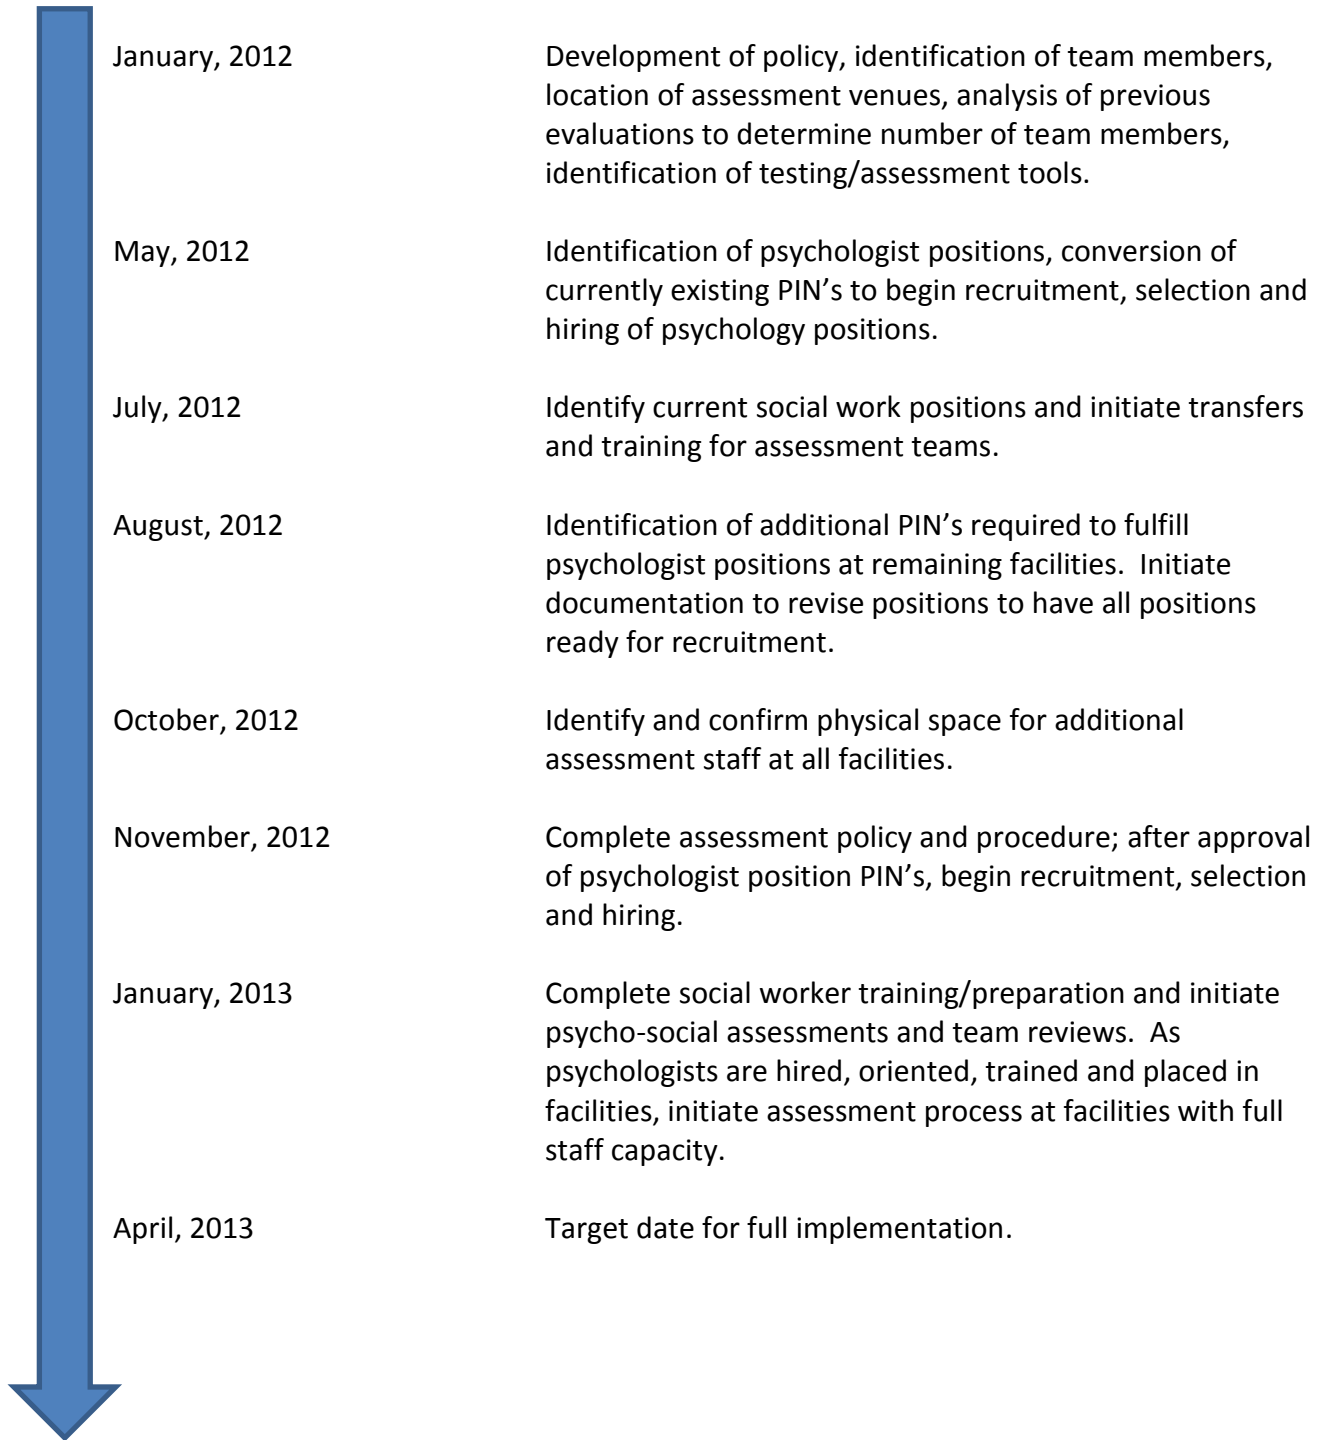 January, 2012 Development of policy, identification of team members,
location of assessment venues, analysis of previous
evaluations to determine number of team members,
identification of testing/assessment tools.
May, 2012 Identification of psychologist positions, conversion of
currently existing PIN’s to begin recruitment, selection and
hiring of psychology positions.
July, 2012 Identify current social work positions and initiate transfers
and training for assessment teams.
August, 2012 Identification of additional PIN’s required to fulfill
psychologist positions at remaining facilities.  Initiate
documentation to revise positions to have all positions
ready for recruitment.
October, 2012 Identify and confirm physical space for additional
assessment staff at all facilities.
November, 2012 Complete assessment policy and procedure; after approval
of psychologist position PIN’s, begin recruitment, selection
and hiring.
January, 2013 Complete social worker training/preparation and initiate
psycho-social assessments and team reviews.  As
psychologists are hired, oriented, trained and placed in
facilities, initiate assessment process at facilities with full
staff capacity.
April, 2013 Target date for full implementation.